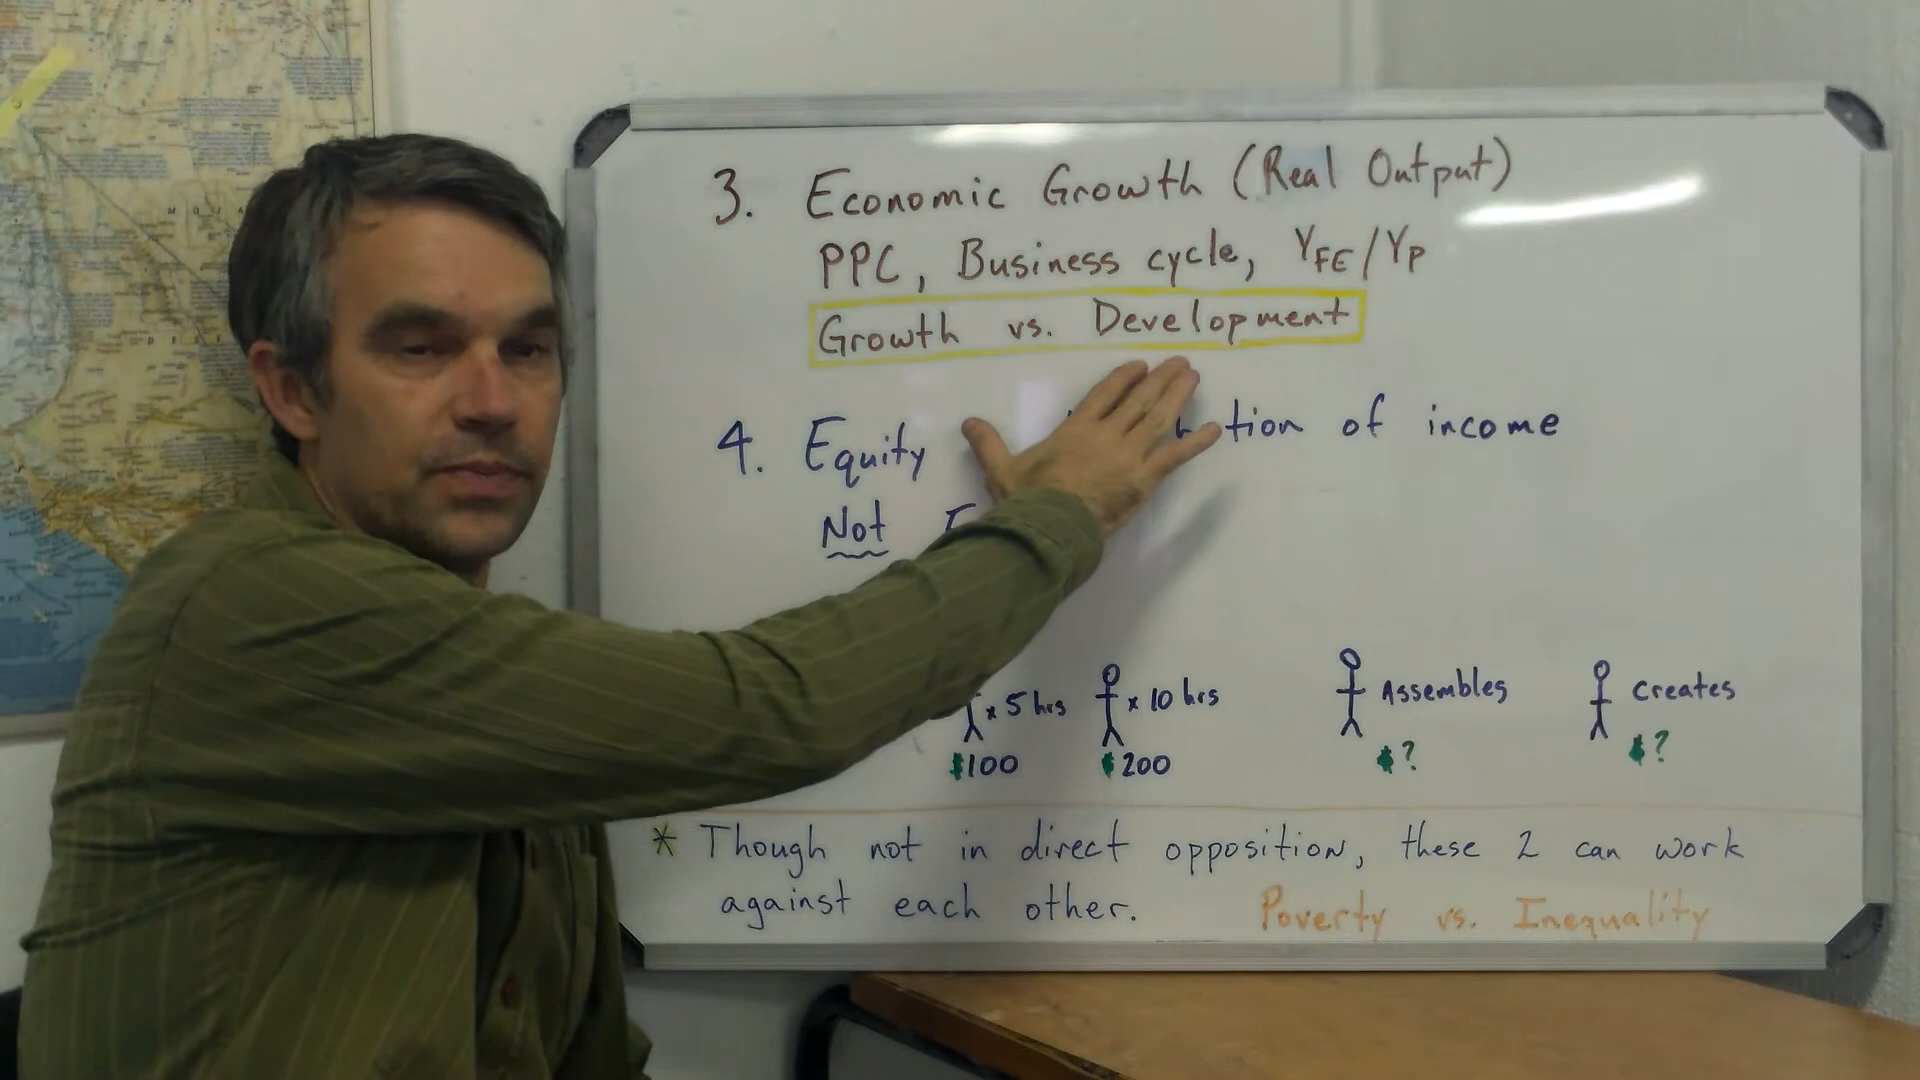 3. Economic Growth (Real Output)
PPC, Business cycle, YFE/YP
Growth vs. Development
4. Equity tion of income
Not
x 5 hrs
$100
x 10 hrs
$200
Assembles
$?
Creates
$?
* Though not in direct opposition, these 2 can work
against each other.
Poverty vs. Inequality